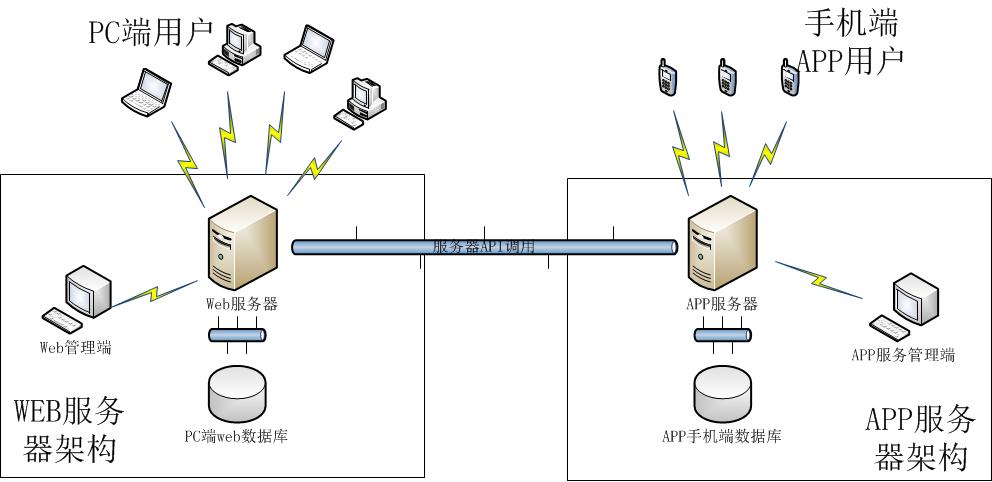 PC端用户
手机端
APP用户
服务器API调用
Web服务器
APP服务器
Web管理端
APP服务管理端
WEB服务
器架构
PC端web数据库
APP手机端数据库
APP服务
器架构